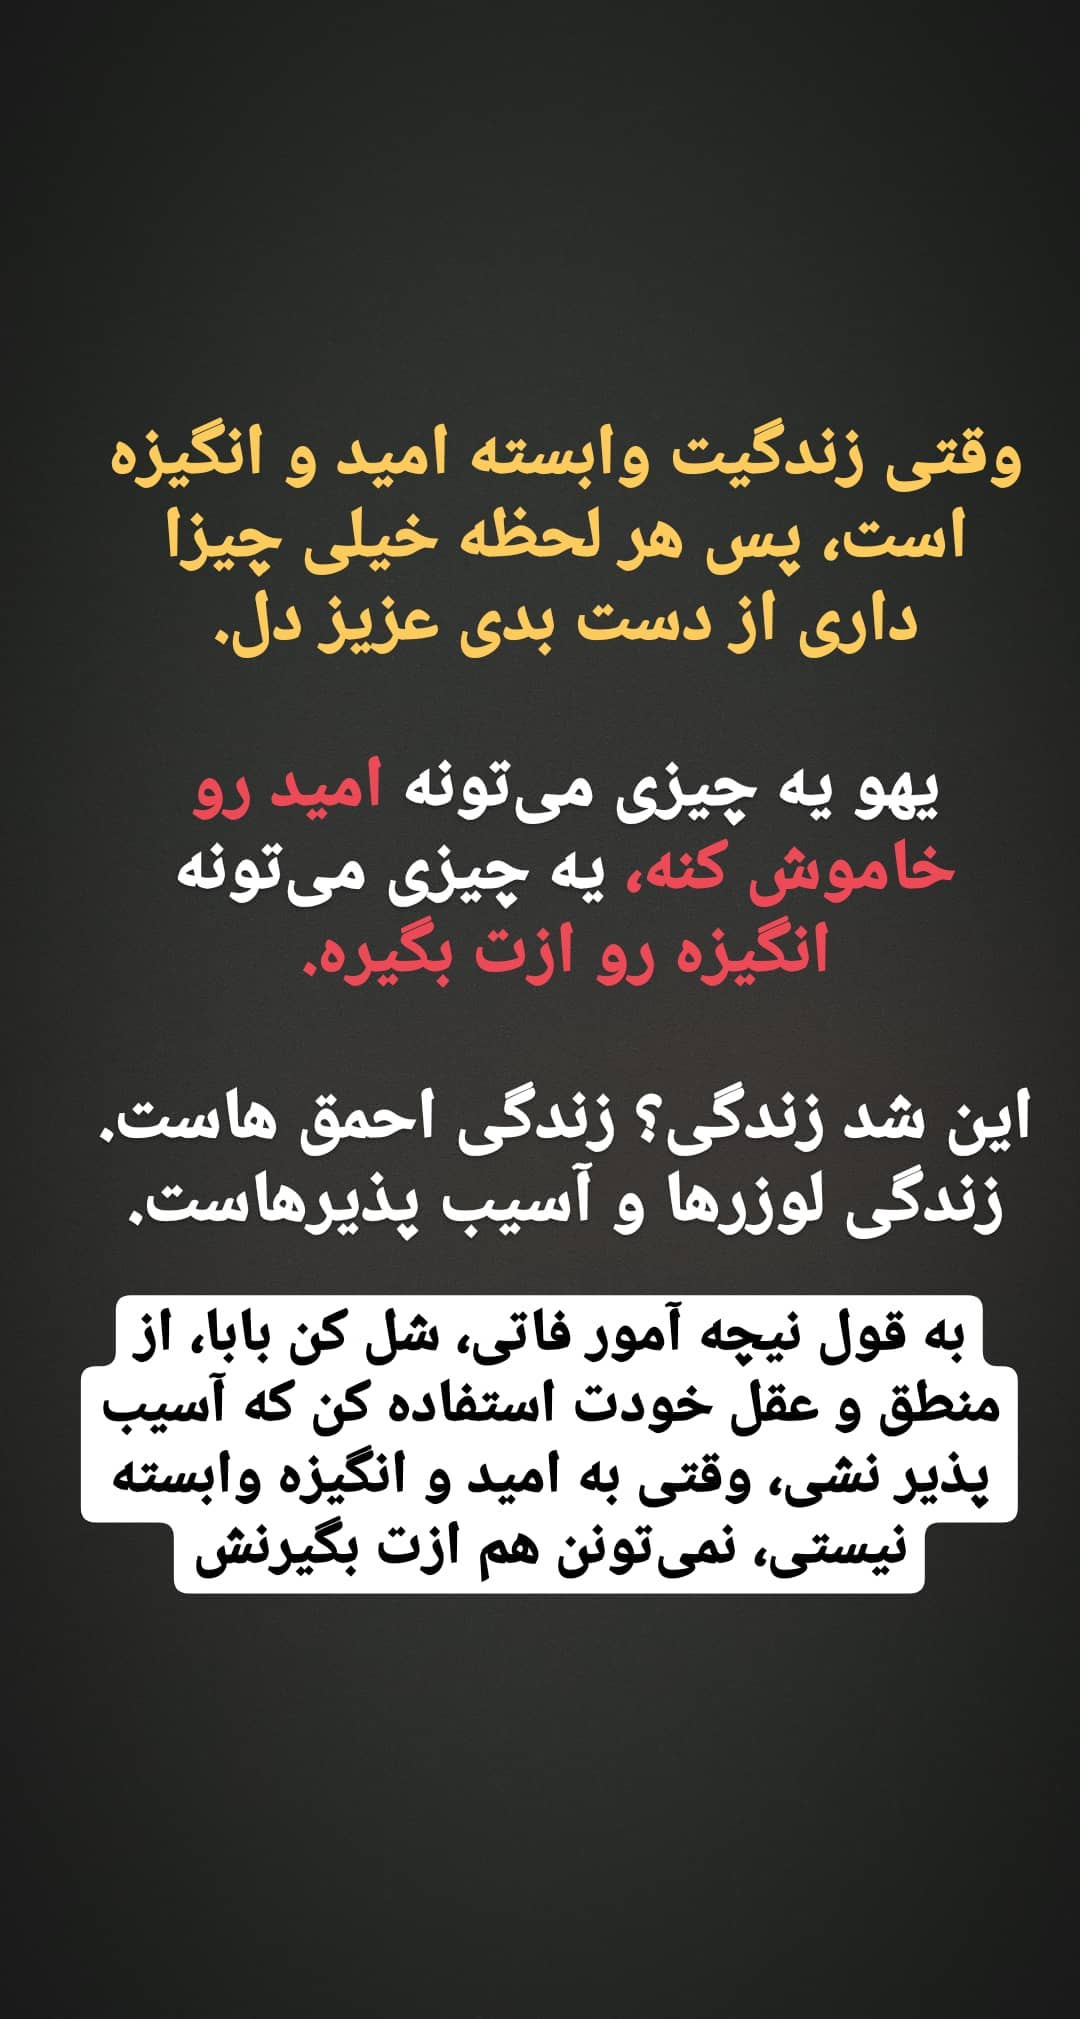 وقتی زندگیت وابسته امید و انگیزه
است، پس هر لحظه خیلی چیزا
داری از دست بدی عزیز دل.
یهو یه چیزی می‌تونه امید رو
خاموش کنه، یه چیزی می‌تونه
انگیزه رو ازت بگیره.
این شد زندگی؟ زندگی احمق هاست.
زندگی لوزرها و آسیب پذیرهاست.
به قول نیچه آمور فاتی، شل کن بابا، از
منطق و عقل خودت استفاده کن که آسیب
پذیر نشی، وقتی به امید و انگیزه وابسته
نیستی، نمی‌تونن هم ازت بگیرنش